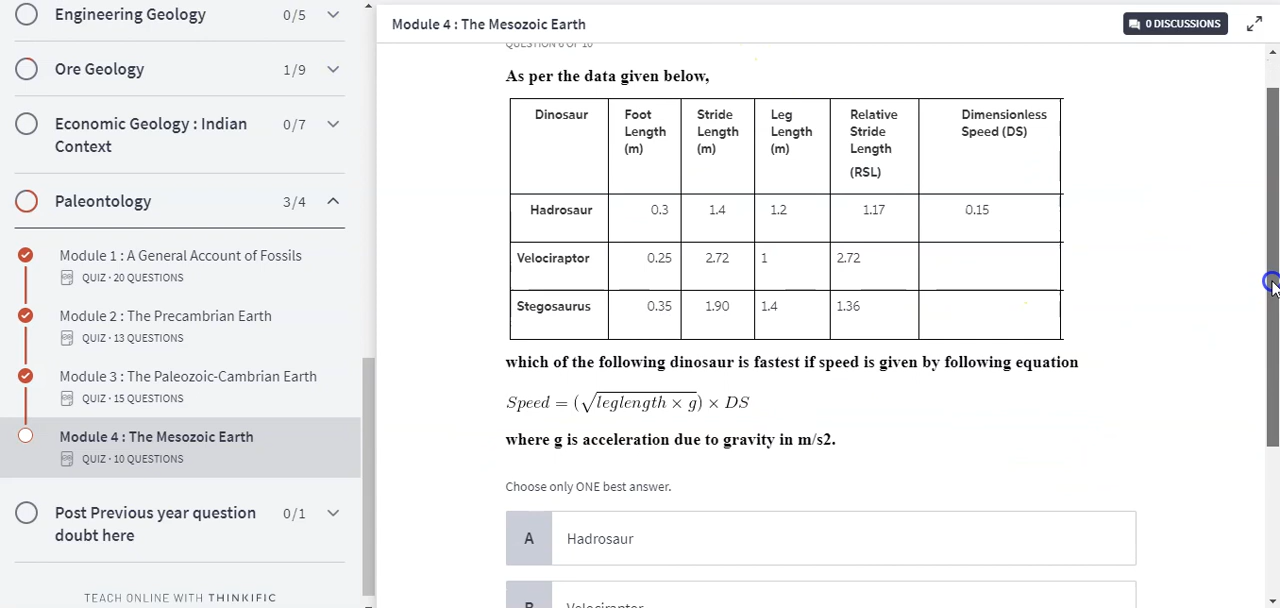 Engineering Geology 0/5
Ore Geology 1/9
Economic Geology : Indian
Context 0/7
Paleontology 3/4
Module 1 : A General Account of Fossils
QUIZ • 20 QUESTIONS
Module 2 : The Precambrian Earth
QUIZ • 13 QUESTIONS
Module 3 : The Paleozoic-Cambrian Earth
QUIZ • 15 QUESTIONS
Module 4 : The Mesozoic Earth
QUIZ • 10 QUESTIONS
Post Previous year question
doubt here 0/1
TEACH ONLINE WITH THINKIFIC
Module 4 : The Mesozoic Earth
0 DISCUSSIONS
As per the data given below,
Dinosaur Foot Length (m) Stride Length (m) Leg Length (m) Relative Stride Length (RSL) Dimensionless Speed (DS)
Hadrosaur 0.3 1.4 1.2 1.17 0.15
Velociraptor 0.25 2.72 1 2.72
Stegosaurus 0.35 1.90 1.4 1.36
which of the following dinosaur is fastest if speed is given by following equation
Speed = (√leglength × g) × DS
where g is acceleration due to gravity in m/s2.
Choose only ONE best answer.
A Hadrosaur
B Velociraptor